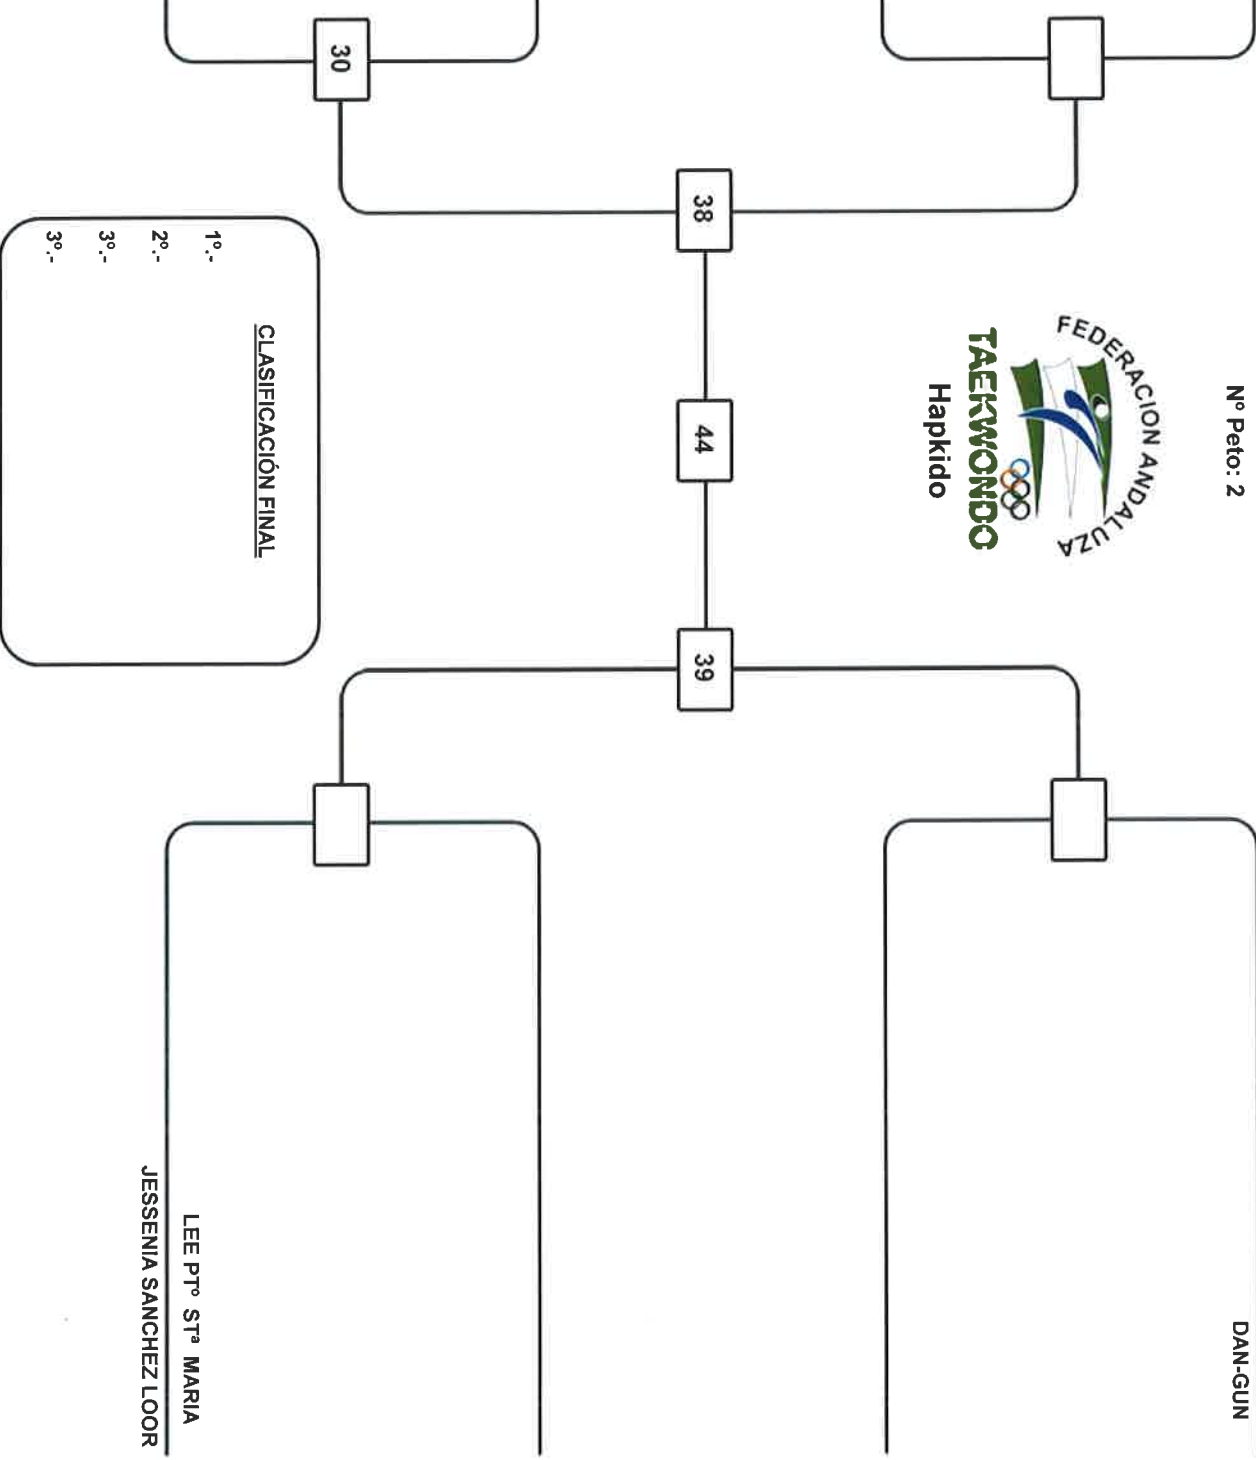 Nº Peto: 2
DAN-GUN
FEDERACION ANDALUZA
TAEKWONDO
Hapkido
38
44
39
30
CLASIFICACIÓN FINAL
1º.-
2º.-
3º.-
3º.-
LEE PTº STª MARIA
JESSENIA SANCHEZ LOOR